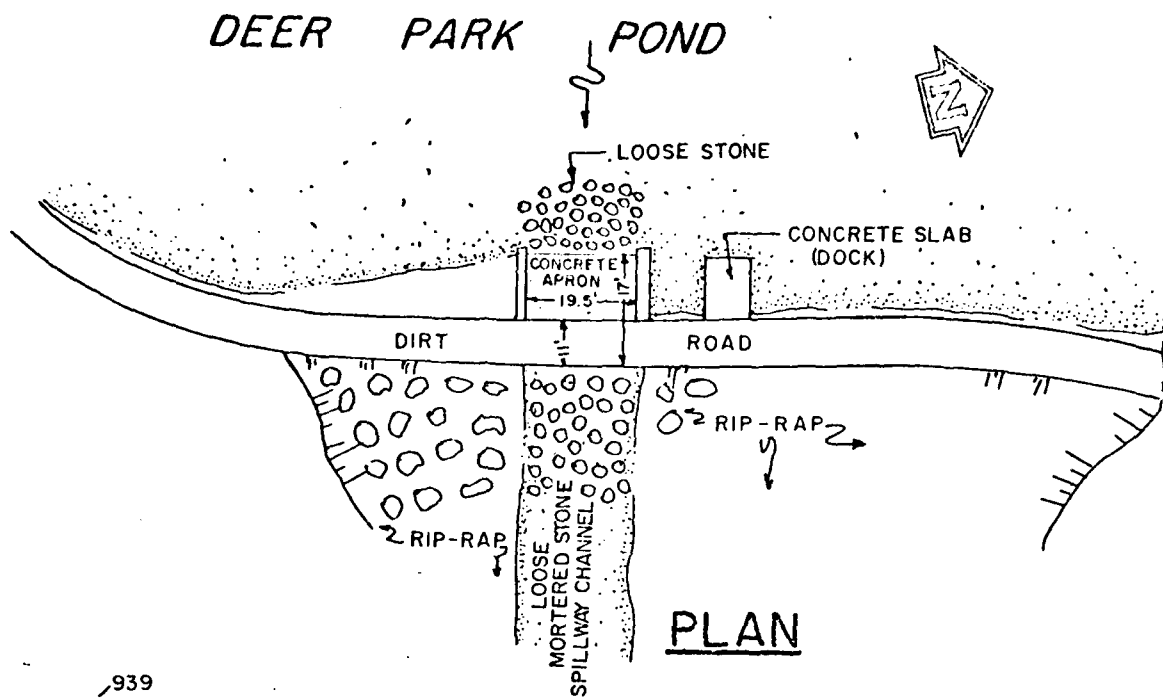 DEER PARK POND
N
LOOSE STONE
CONCRETE SLAB
(DOCK)
CONCRETE
APRON
19.5'
17'
11'
DIRT ROAD
RIP-RAP
RIP-RAP
LOOSE
MORTERED STONE
SPILLWAY CHANNEL
PLAN
939